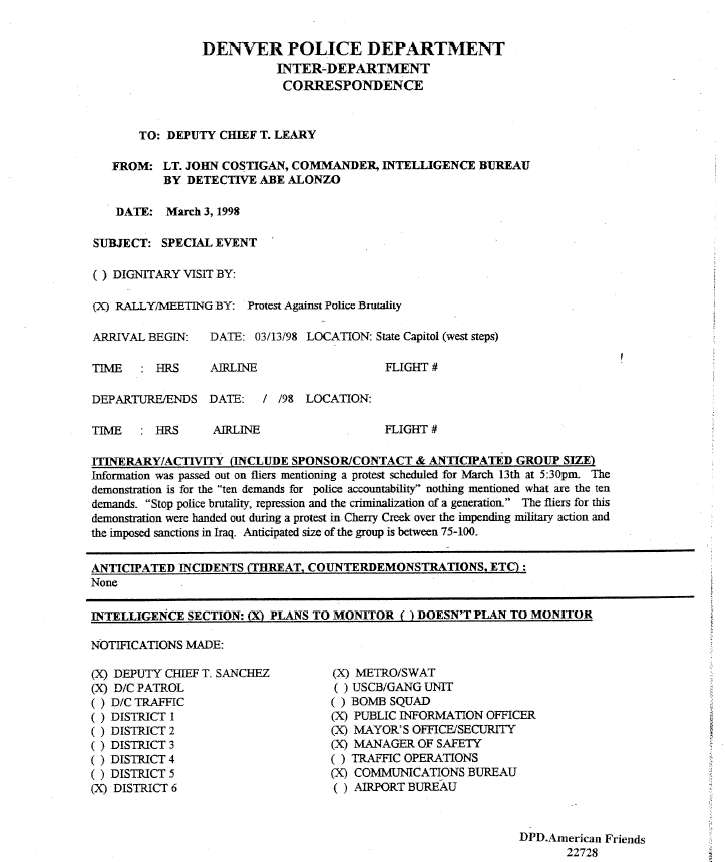 DENVER POLICE DEPARTMENT
INTER-DEPARTMENT
CORRESPONDENCE
TO: DEPUTY CHIEF T. LEARY
FROM: LT. JOHN COSTIGAN, COMMANDER, INTELLIGENCE BUREAU
BY DETECTIVE ABE ALONZO
DATE: March 3, 1998
SUBJECT: SPECIAL EVENT
( ) DIGNITARY VISIT BY:
(X) RALLY/MEETING BY: Protest Against Police Brutality
ARRIVAL BEGIN: DATE: 03/13/98 LOCATION: State Capitol (west steps)
TIME : HRS AIRLINE FLIGHT #
DEPARTURE/ENDS DATE: / /98 LOCATION:
TIME : HRS AIRLINE FLIGHT #
ITINERARY/ACTIVITY (INCLUDE SPONSOR/CONTACT & ANTICIPATED GROUP SIZE)
Information was passed out on fliers mentioning a protest scheduled for March 13th at 5:30pm. The
demonstration is for the “ten demands for police accountability” nothing mentioned what are the ten
demands. “Stop police brutality, repression and the criminalization of a generation.” The fliers for this
demonstration were handed out during a protest in Cherry Creek over the impending military action and
the imposed sanctions in Iraq. Anticipated size of the group is between 75-100.
ANTICIPATED INCIDENTS (THREAT, COUNTERDEMONSTRATIONS, ETC) :
None
INTELLIGENCE SECTION: (X) PLANS TO MONITOR ( ) DOESN'T PLAN TO MONITOR
NOTIFICATIONS MADE:
(X) DEPUTY CHIEF T. SANCHEZ (X) METRO/SWAT
(X) D/C PATROL ( ) USCB/GANG UNIT
( ) D/C TRAFFIC ( ) BOMB SQUAD
( ) DISTRICT 1 (X) PUBLIC INFORMATION OFFICER
( ) DISTRICT 2 (X) MAYOR'S OFFICE/SECURITY
( ) DISTRICT 3 (X) MANAGER OF SAFETY
( ) DISTRICT 4 ( ) TRAFFIC OPERATIONS
( ) DISTRICT 5 (X) COMMUNICATIONS BUREAU
(X) DISTRICT 6 ( ) AIRPORT BUREAU
DPD.American Friends
22728